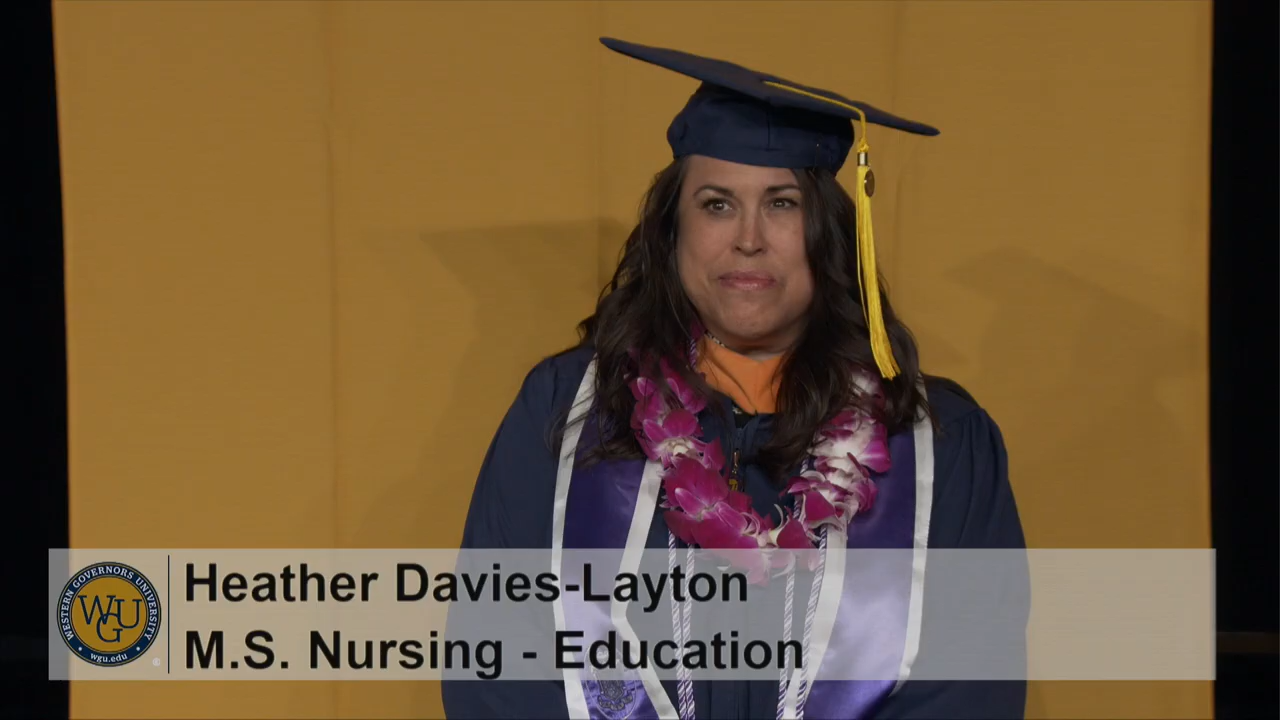 WESTERN GOVERNORS UNIVERSITY
WGU
wgu.edu
®
Heather Davies-Layton
M.S. Nursing - Education